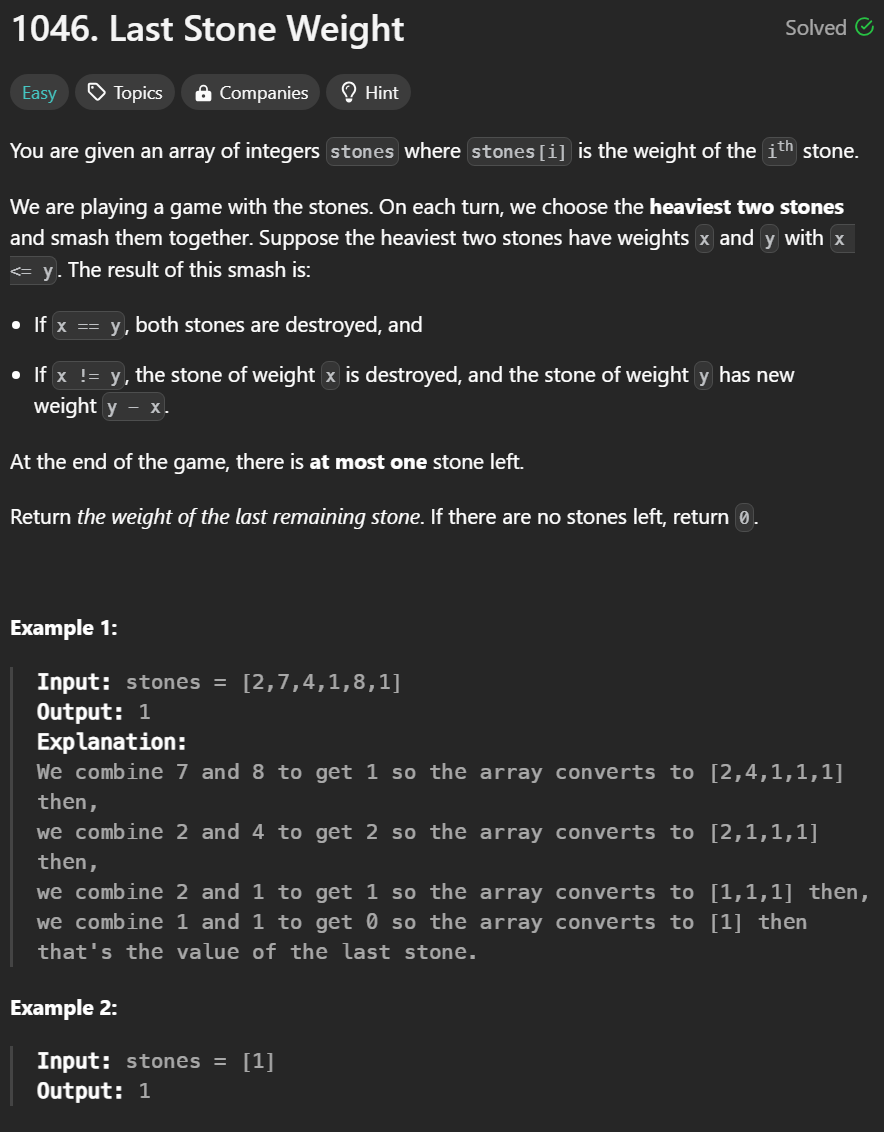 1046. Last Stone Weight
Solved
Easy
Topics
Companies
Hint
You are given an array of integers stones where stones[i] is the weight of the ith stone.
We are playing a game with the stones. On each turn, we choose the heaviest two stones
and smash them together. Suppose the heaviest two stones have weights x and y with x
<= y. The result of this smash is:
• If x == y, both stones are destroyed, and
• If x != y, the stone of weight x is destroyed, and the stone of weight y has new
weight y - x.
At the end of the game, there is at most one stone left.
Return the weight of the last remaining stone. If there are no stones left, return 0.
Example 1:
Input: stones = [2,7,4,1,8,1]
Output: 1
Explanation:
We combine 7 and 8 to get 1 so the array converts to [2,4,1,1,1]
then,
we combine 2 and 4 to get 2 so the array converts to [2,1,1,1]
then,
we combine 2 and 1 to get 1 so the array converts to [1,1,1] then,
we combine 1 and 1 to get 0 so the array converts to [1] then
that's the value of the last stone.
Example 2:
Input: stones = [1]
Output: 1